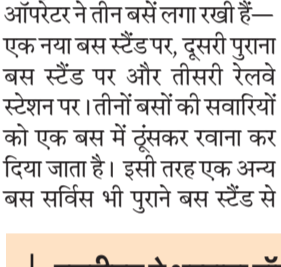 ऑपरेटर ने तीन बसें लगा रखी हैं—
एक नया बस स्टैंड पर, दूसरी पुराना
बस स्टैंड पर और तीसरी रेलवे
स्टेशन पर।तीनों बसों की सवारियों
को एक बस में ठूंसकर रवाना कर
दिया जाता है। इसी तरह एक अन्य
बस सर्विस भी पुराने बस स्टैंड से